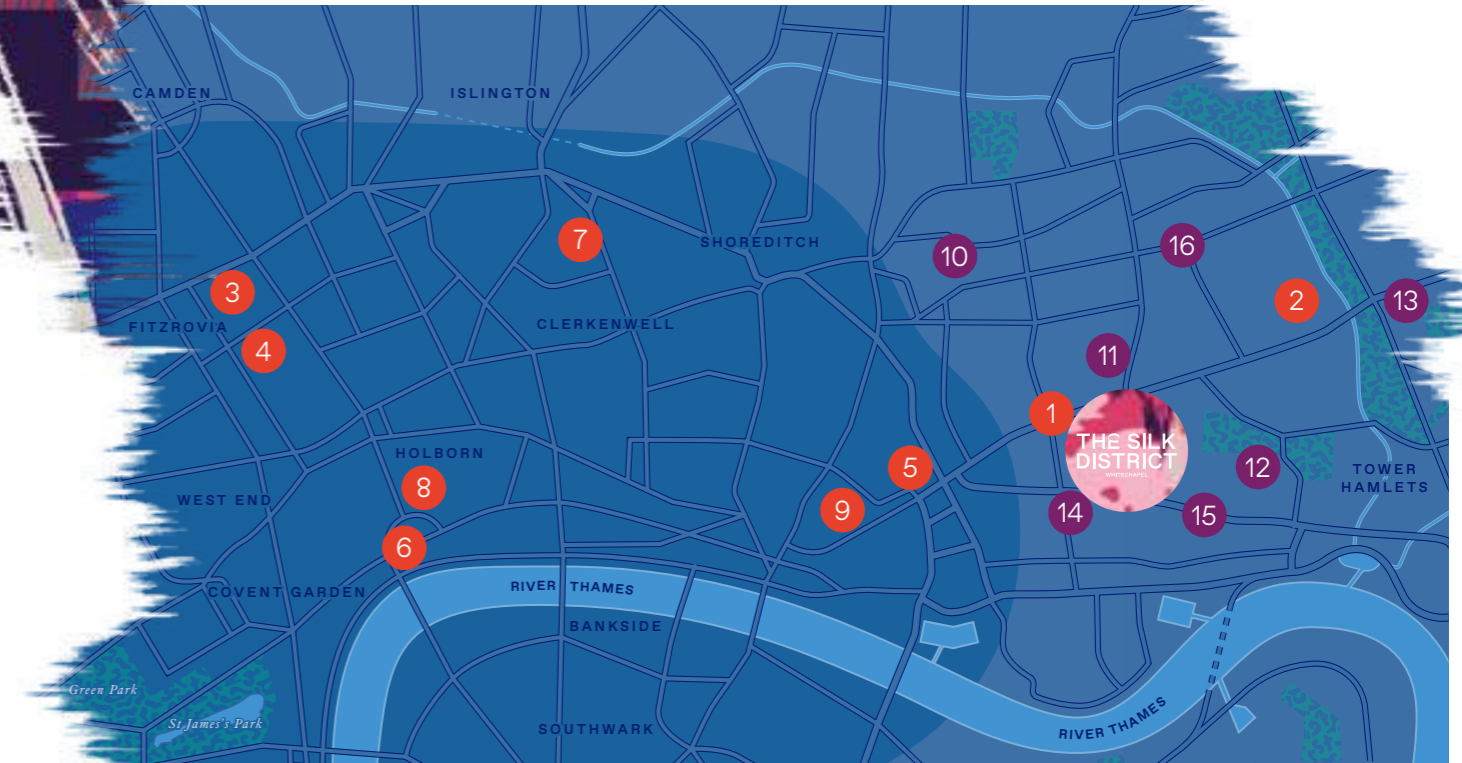 CAMDEN
ISLINGTON
7
SHOREDITCH
10
16
3
2
13
FITZROVIA
CLERKENWELL
4
11
1
THE SILK
DISTRICT
WHITECHAPEL
HOLBORN
5
12
TOWER
HAMLETS
8
WEST END
9
14
15
6
COVENT GARDEN
RIVER THAMES
BANKSIDE
Green Park
St James's Park
SOUTHWARK
RIVER THAMES